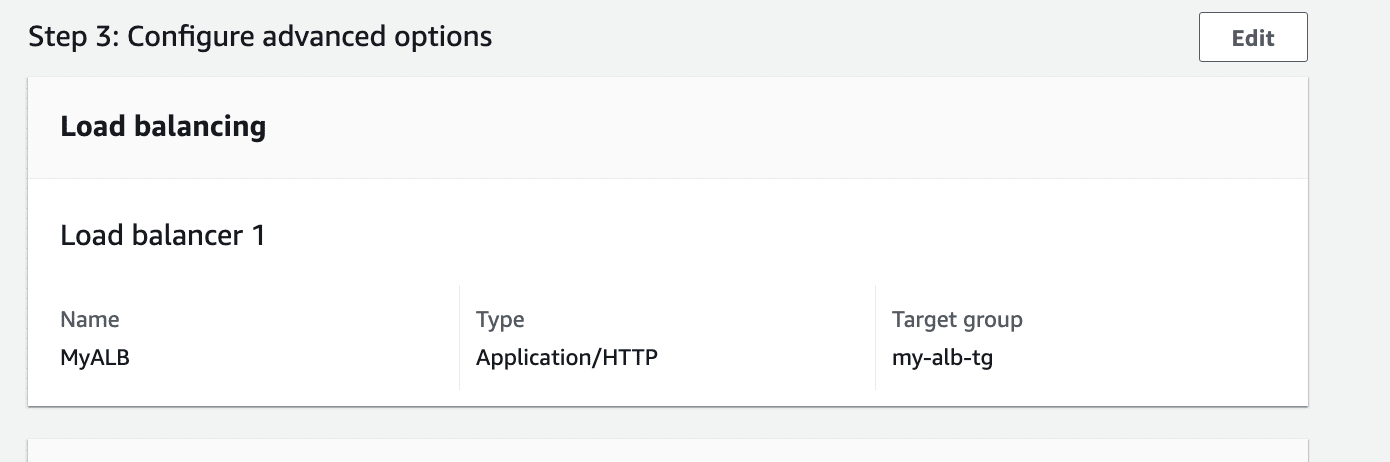 Step 3: Configure advanced options
Edit
Load balancing
Load balancer 1
Name
MyALB
Type
Application/HTTP
Target group
my-alb-tg